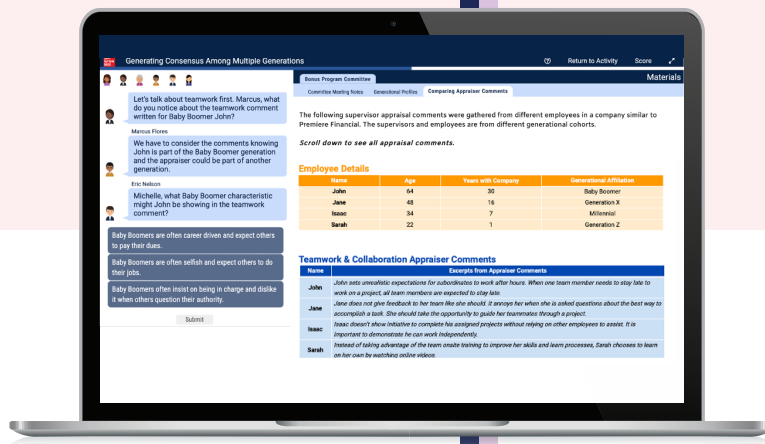 Generating Consensus Among Multiple Generations
Return to Activity
Score
Let's talk about teamwork first. Marcus, what
do you notice about the teamwork comment
written for Baby Boomer John?
Marcus Flores
We have to consider the comments knowing
John is part of the Baby Boomer generation
and the appraiser could be part of another
generation.
Eric Nelson
Michelle, what Baby Boomer characteristic
might John be showing in the teamwork
comment?
Baby Boomers are often career driven and expect others
to pay their dues.
Baby Boomers are often selfish and expect others to do
their jobs.
Baby Boomers often insist on being in charge and dislike
it when others question their authority.
Submit
Bonus Program Committee
Materials
Committee Meeting Notes
Generational Profiles
Comparing Appraiser Comments
The following supervisor appraisal comments were gathered from different employees in a company similar to
Premiere Financial. The supervisors and employees are from different generational cohorts.
Scroll down to see all appraisal comments.
Employee Details
Name Age Years with Company Generational Affiliation
John 64 30 Baby Boomer
Jane 48 16 Generation X
Isaac 34 7 Millennial
Sarah 22 1 Generation Z
Teamwork & Collaboration Appraiser Comments
Name Excerpts from Appraiser Comments
John John sets unrealistic expectations for subordinates to work after hours. When one team member needs to stay late to
work on a project, all team members are expected to stay late.
Jane Jane does not give feedback to her team like she should. It annoys her when she is asked questions about the best way to
accomplish a task. She should take the opportunity to guide her teammates through a project.
Isaac Isaac doesn't show initiative to complete his assigned projects without relying on other employees to assist. It is
important to demonstrate he can work independently.
Sarah Instead of taking advantage of the team onsite training to improve her skills and learn processes, Sarah chooses to learn
on her own by watching online videos.